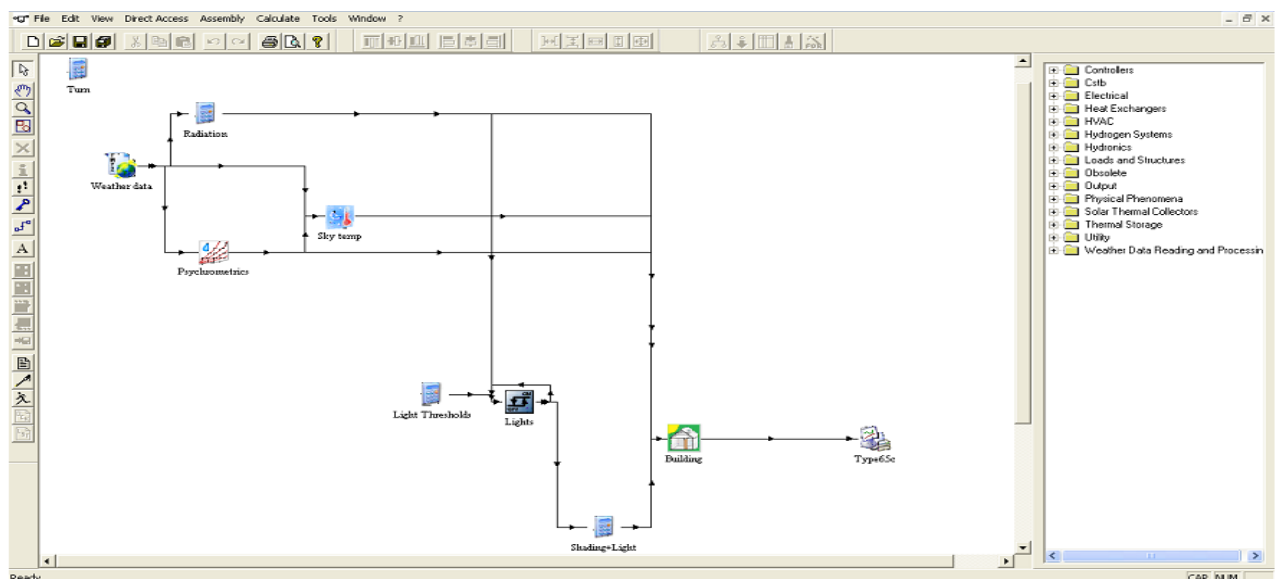 File Edit View Direct Access Assembly Calculate Tools Window ?
Turn
Radiation
Weather data
Sky temp
Psychrometrics
Light Thresholds
Lights
Building
Type65c
Shading+Light
Controllers
Cstb
Electrical
Heat Exchangers
HVAC
Hydrogen Systems
Hydronics
Loads and Structures
Obsolete
Output
Physical Phenomena
Solar Thermal Collectors
Thermal Storage
Utility
Weather Data Reading and Processin
Ready
CAP NUM